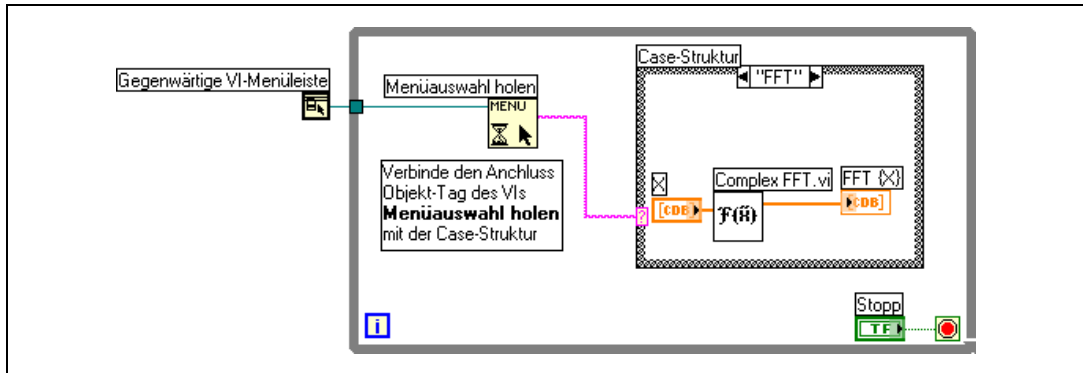 Gegenwärtige VI-Menüleiste
Menüauswahl holen
MENU
Verbinde den Anschluss
Objekt-Tag des VIs
Menüauswahl holen
mit der Case-Struktur
Case-Struktur
"FFT"
X
Complex FFT.vi
FFT {X}
[CDB]
F(x)
CDB]
?
i
Stopp
TF